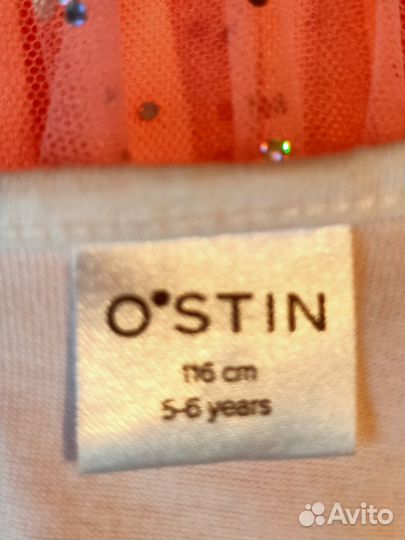 O'STIN
116 cm
5-6 years
Avito